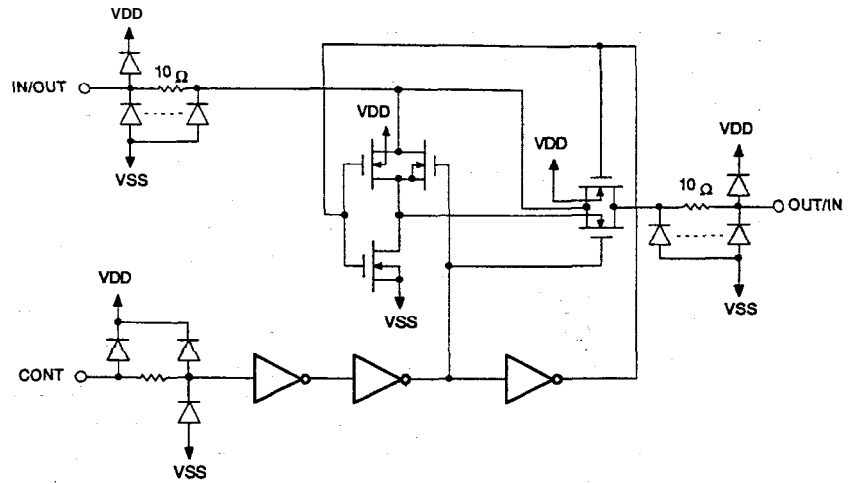 VDD
10 Ω
IN/OUT
VSS
VDD
VDD
VDD
10 Ω
OUT/IN
VSS
VSS
VDD
CONT
VSS